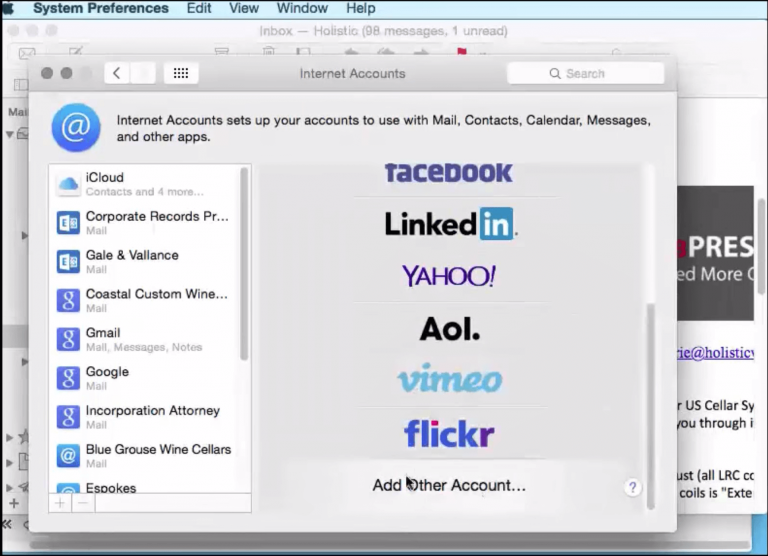 System Preferences Edit View Window Help
Inbox — Holistic (98 messages, 1 unread)
Internet Accounts
Search
Internet Accounts sets up your accounts to use with Mail, Contacts, Calendar, Messages,
and other apps.
iCloud
Contacts and 4 more...
Corporate Records Pr...
Mail
Gale & Vallance
Mail
Coastal Custom Wine...
Mail
Gmail
Mail, Messages, Notes
Google
Mail
Incorporation Attorney
Mail
Blue Grouse Wine Cellars
Mail
Espokes
facebook
Linkedin.
YAHOO!
Aol.
vimeo
flickr
Add Other Account...
?
Mai
PRES
ed More
rie@holisticv
r US Cellar Sy
you through i
ust (all LRC cc
coils is "Exte